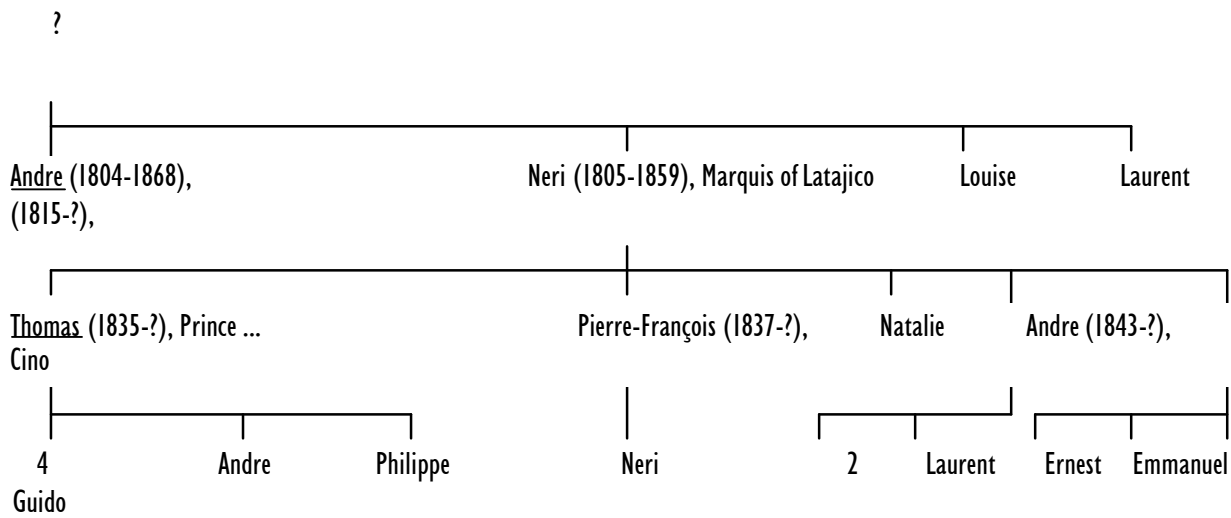 ?
Andre (1804-1868), Neri (1805-1859), Marquis of Latajico Louise Laurent
(1815-?),
Thomas (1835-?), Prince ... Pierre-François (1837-?), Natalie Andre (1843-?),
Cino
4 Andre Philippe Neri 2 Laurent Ernest Emmanuel
Guido